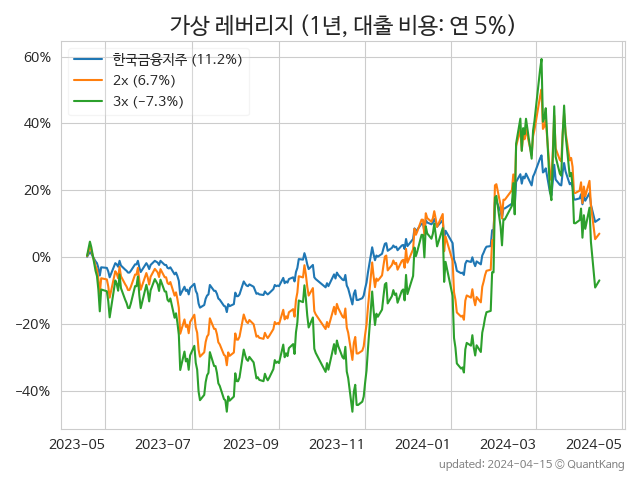 가상 레버리지 (1년, 대출 비용: 연 5%)
60%
40%
20%
0%
−20%
−40%
한국금융지주 (11.2%)
2x (6.7%)
3x (−7.3%)
2023-05 2023-07 2023-09 2023-11 2024-01 2024-03 2024-05
updated: 2024-04-15 © QuantKang